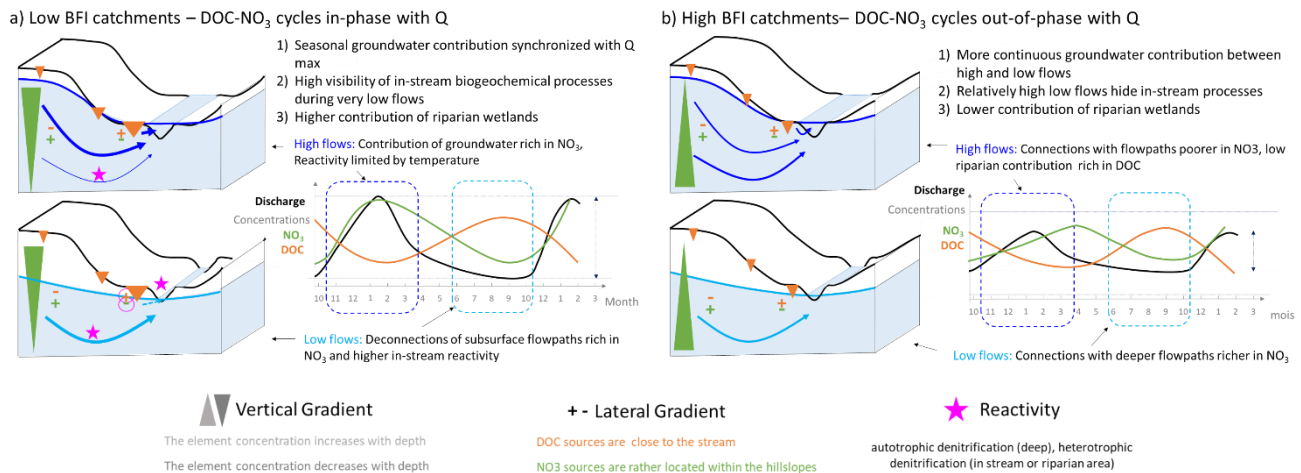 a) Low BFI catchments – DOC-NO3 cycles in-phase with Q
1) Seasonal groundwater contribution synchronized with Q
max
2) High visibility of in-stream biogeochemical processes
during very low flows
3) Higher contribution of riparian wetlands
High flows: Contribution of groundwater rich in NO3,
Reactivity limited by temperature
- + + -
Discharge
Concentrations
NO3
DOC
10 11 12 1 2 3 4 5 6 7 8 9 10 12 1 2 3 Month
- + + -
Low flows: Deconnections of subsurface flowpaths rich in
NO3 and higher in-stream reactivity
b) High BFI catchments– DOC-NO3 cycles out-of-phase with Q
1) More continuous groundwater contribution between
high and low flows
2) Relatively high low flows hide in-stream processes
3) Lower contribution of riparian wetlands
High flows: Connections with flowpaths poorer in NO3, low
riparian contribution rich in DOC
- + + -
Discharge
Concentrations
NO3
DOC
10 11 12 1 2 3 4 5 6 7 8 9 10 12 1 2 3 mois
- + + -
Low flows: Connections with deeper flowpaths richer in NO3
Vertical Gradient
The element concentration increases with depth
The element concentration decreases with depth
+ - Lateral Gradient
DOC sources are close to the stream
NO3 sources are rather located within the hillslopes
Reactivity
autotrophic denitrification (deep), heterotrophic
denitrification (in stream or riparian area)